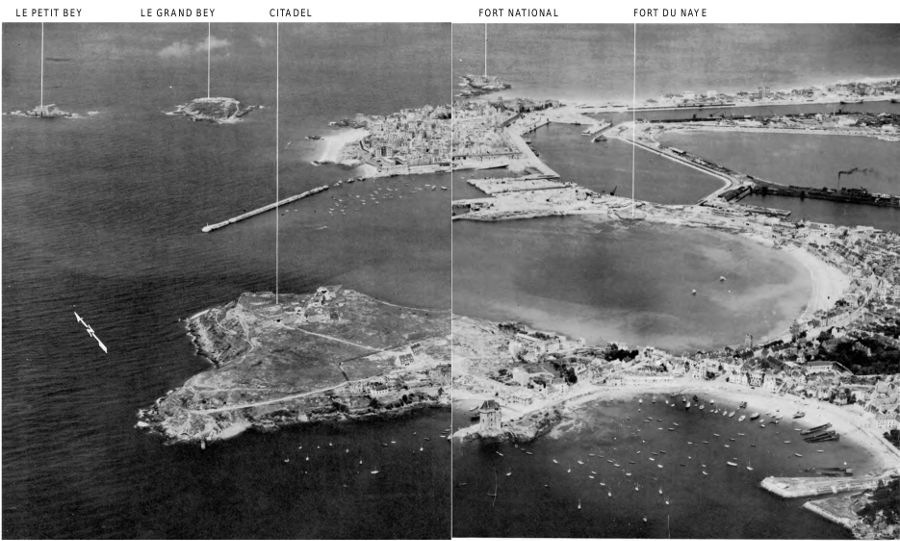 LE PETIT BEY
LE GRAND BEY
CITADEL
FORT NATIONAL
FORT DU NAYE